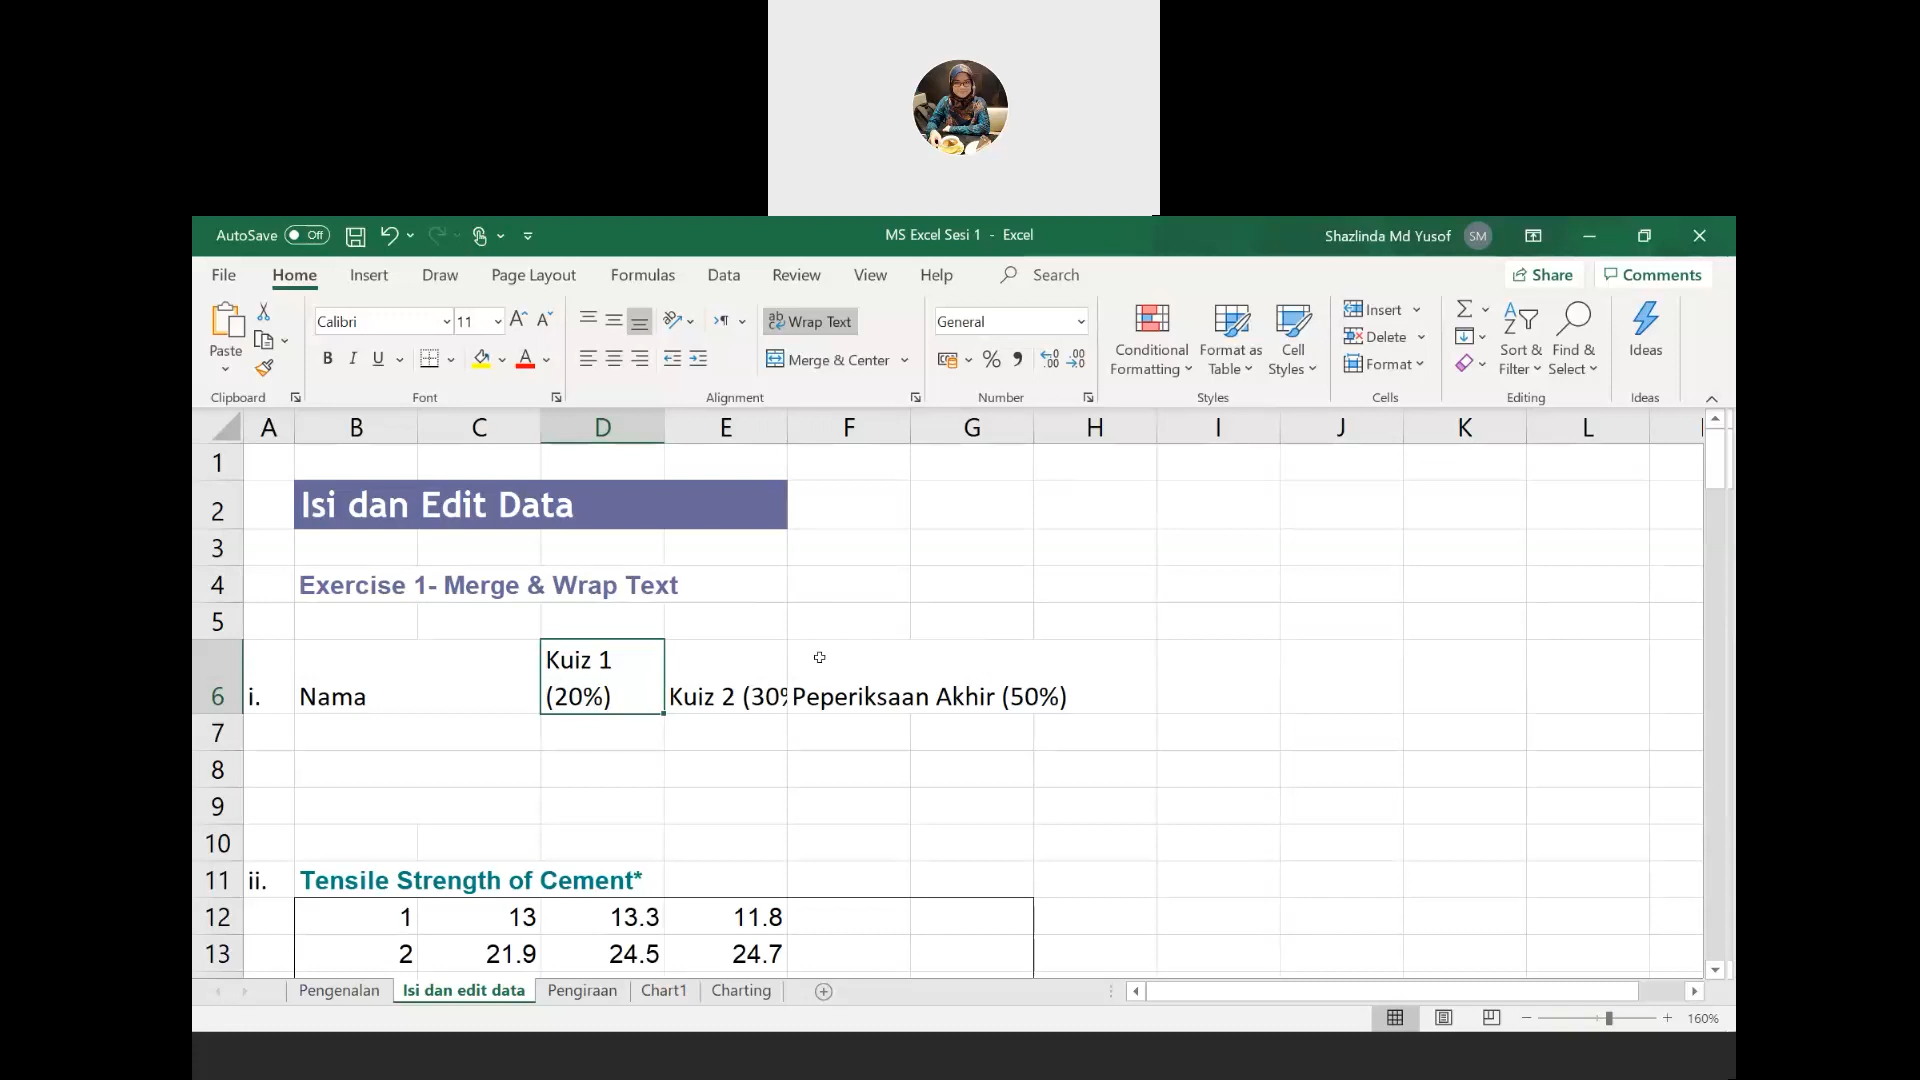 AutoSave Off
MS Excel Sesi 1 - Excel
Shazlinda Md Yusof SM
File Home Insert Draw Page Layout Formulas Data Review View Help Search Share Comments
Paste
Clipboard
Calibri 11
B I U A
Font
ab Wrap Text
Merge & Center
Alignment
General
% , .00
Number
Conditional Formatting
Format as Table
Cell Styles
Styles
Insert
Delete
Format
Cells
Sort & Filter
Find & Select
Editing
Ideas
Ideas
A B C D E F G H I J K L
1
2 Isi dan Edit Data
3
4 Exercise 1- Merge & Wrap Text
5
6 i. Nama Kuiz 1 (20%) Kuiz 2 (30% Peperiksaan Akhir (50%)
7
8
9
10
11 ii. Tensile Strength of Cement*
12 1 13 13.3 11.8
13 2 21.9 24.5 24.7
Pengenalan Isi dan edit data Pengiraan Chart1 Charting
160%